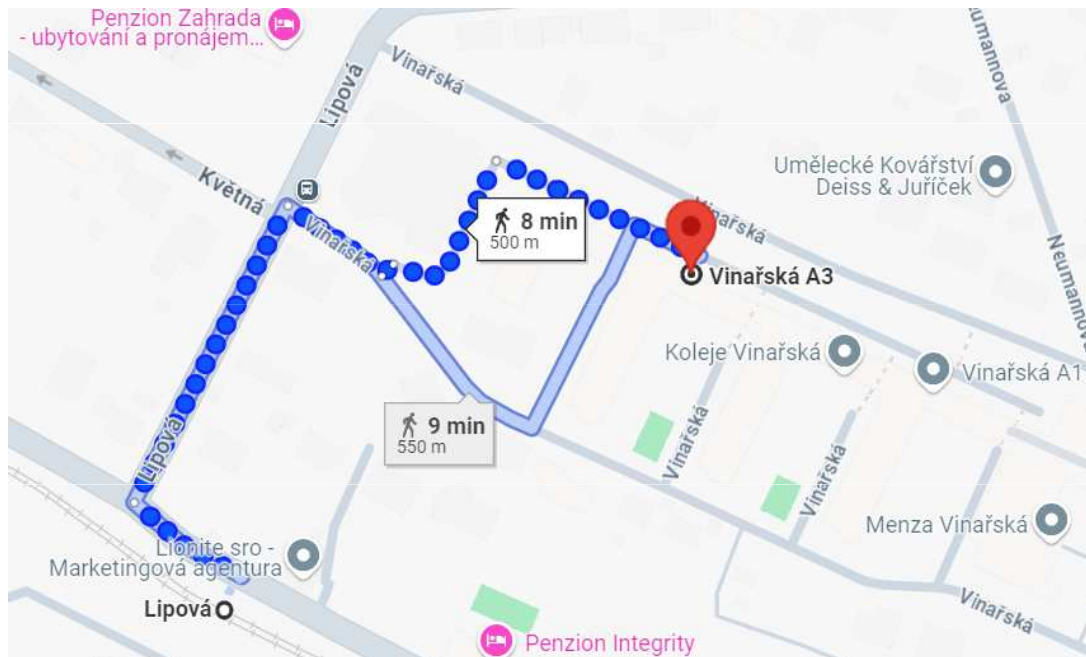 Penzion Zahrada
- ubytování a pronájem...
Lipová
Vinařská
Neumannova
Květná
Vinařská
Umělecké Kovářství
Deiss & Juříček
8 min
500 m
Vinařská
Neumannova
Vinařská A3
Koleje Vinařská
Vinařská A1
9 min
550 m
Lipová
Vinařská
Vinařská
Menza Vinařská
Lionite sro -
Marketingová agentura
Lipová
Vinařská
Penzion Integrity